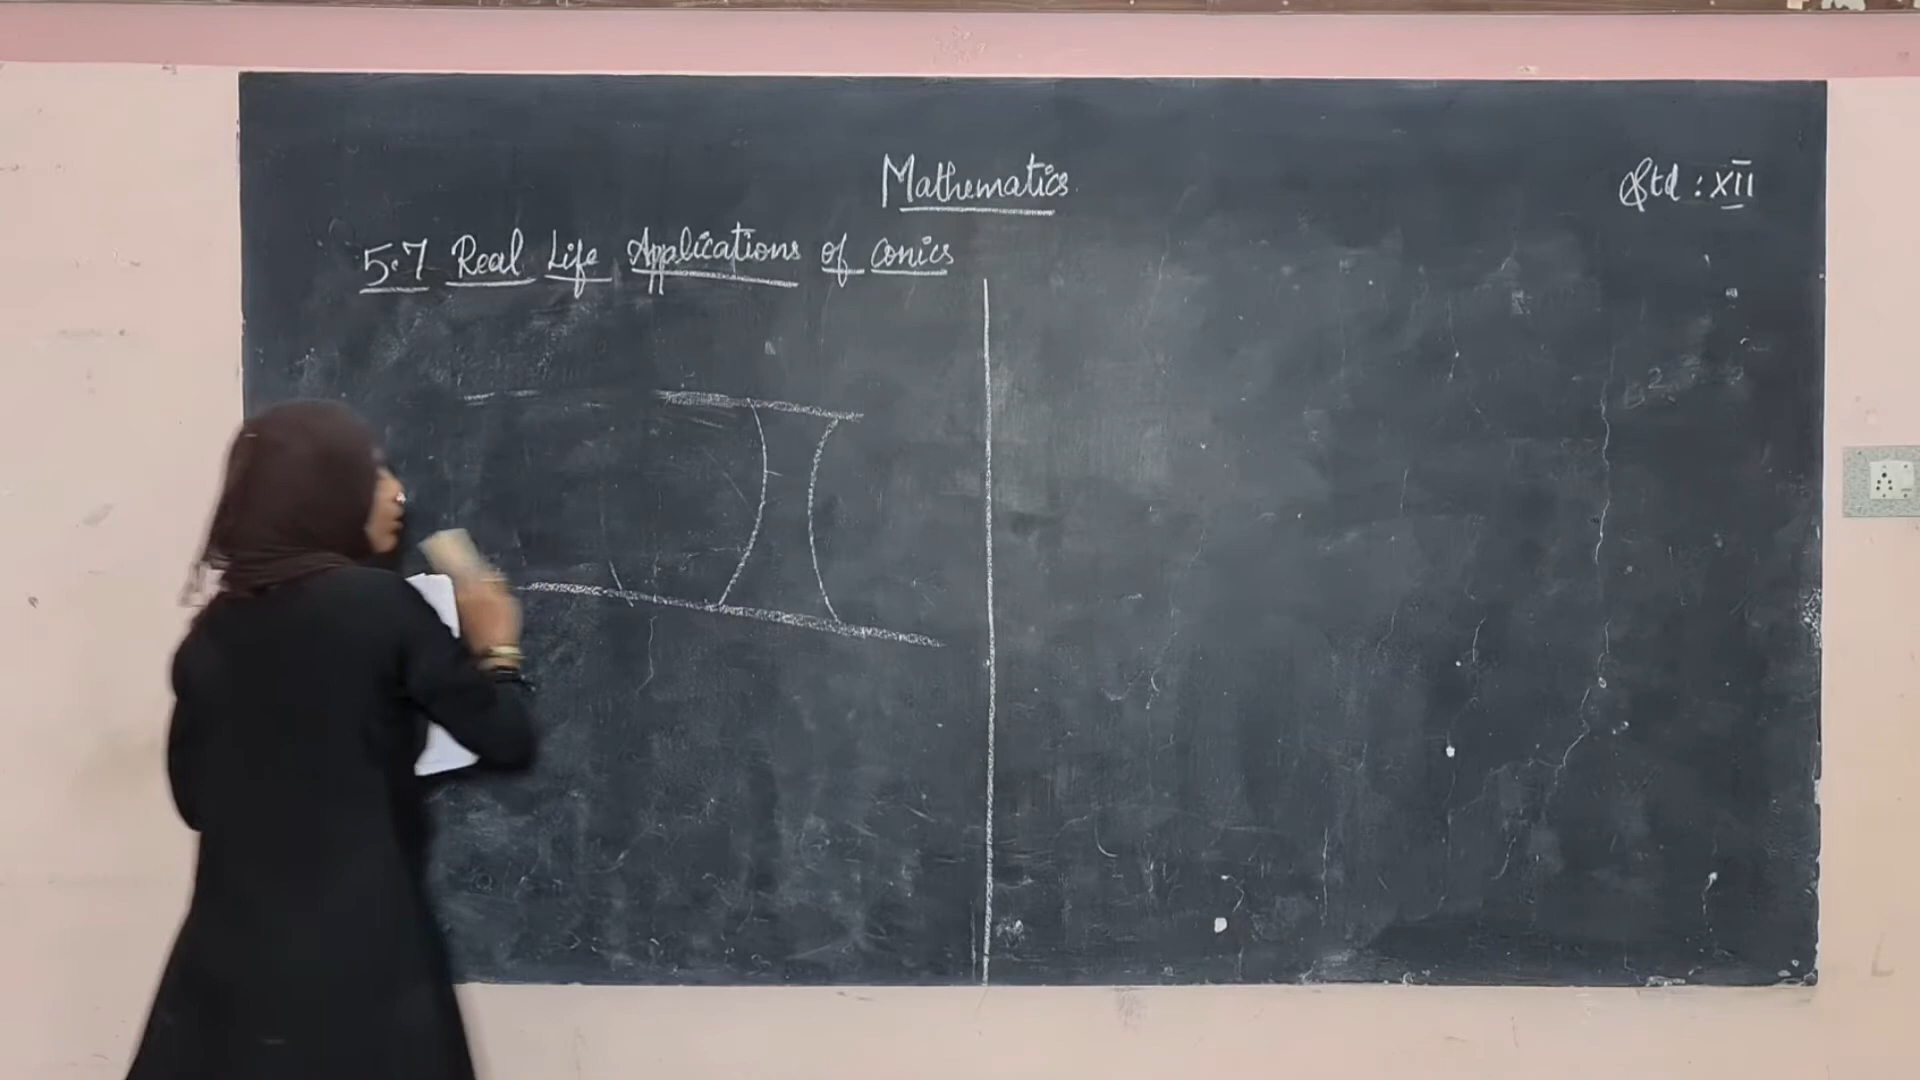 Mathematics
Std : XII
5.7 Real Life Applications of conics